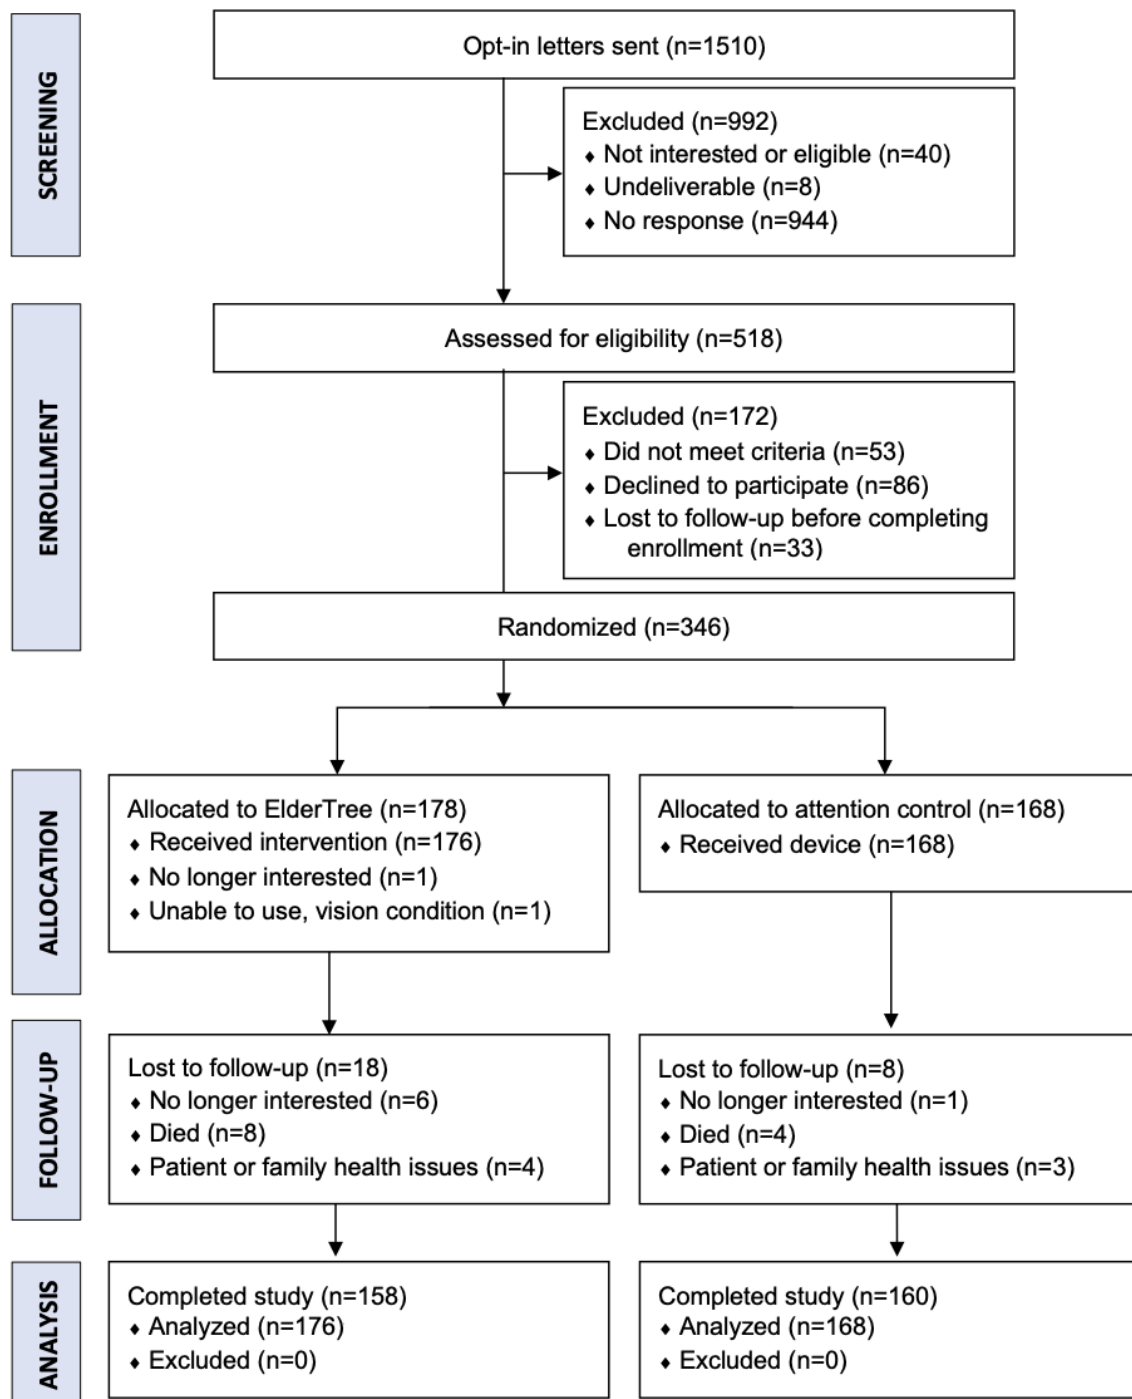 SCREENING
Opt-in letters sent (n=1510)
Excluded (n=992)
♦ Not interested or eligible (n=40)
♦ Undeliverable (n=8)
♦ No response (n=944)
ENROLLMENT
Assessed for eligibility (n=518)
Excluded (n=172)
♦ Did not meet criteria (n=53)
♦ Declined to participate (n=86)
♦ Lost to follow-up before completing
enrollment (n=33)
Randomized (n=346)
ALLOCATION
Allocated to ElderTree (n=178)
♦ Received intervention (n=176)
♦ No longer interested (n=1)
♦ Unable to use, vision condition (n=1)
Allocated to attention control (n=168)
♦ Received device (n=168)
FOLLOW-UP
Lost to follow-up (n=18)
♦ No longer interested (n=6)
♦ Died (n=8)
♦ Patient or family health issues (n=4)
Lost to follow-up (n=8)
♦ No longer interested (n=1)
♦ Died (n=4)
♦ Patient or family health issues (n=3)
ANALYSIS
Completed study (n=158)
♦ Analyzed (n=176)
♦ Excluded (n=0)
Completed study (n=160)
♦ Analyzed (n=168)
♦ Excluded (n=0)